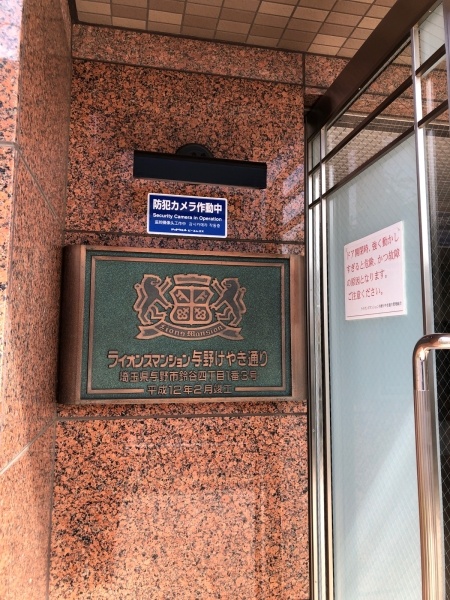 防犯カメラ作動中
Security Camera in Operation
Lions Mansion
ライオンズマンション与野けやき通り
埼玉県与野市鈴谷四丁目1番3号
平成12年2月竣工
ドア開閉時、強く動かし
すぎると危険、かつ故障
の原因となります。
ご注意ください。